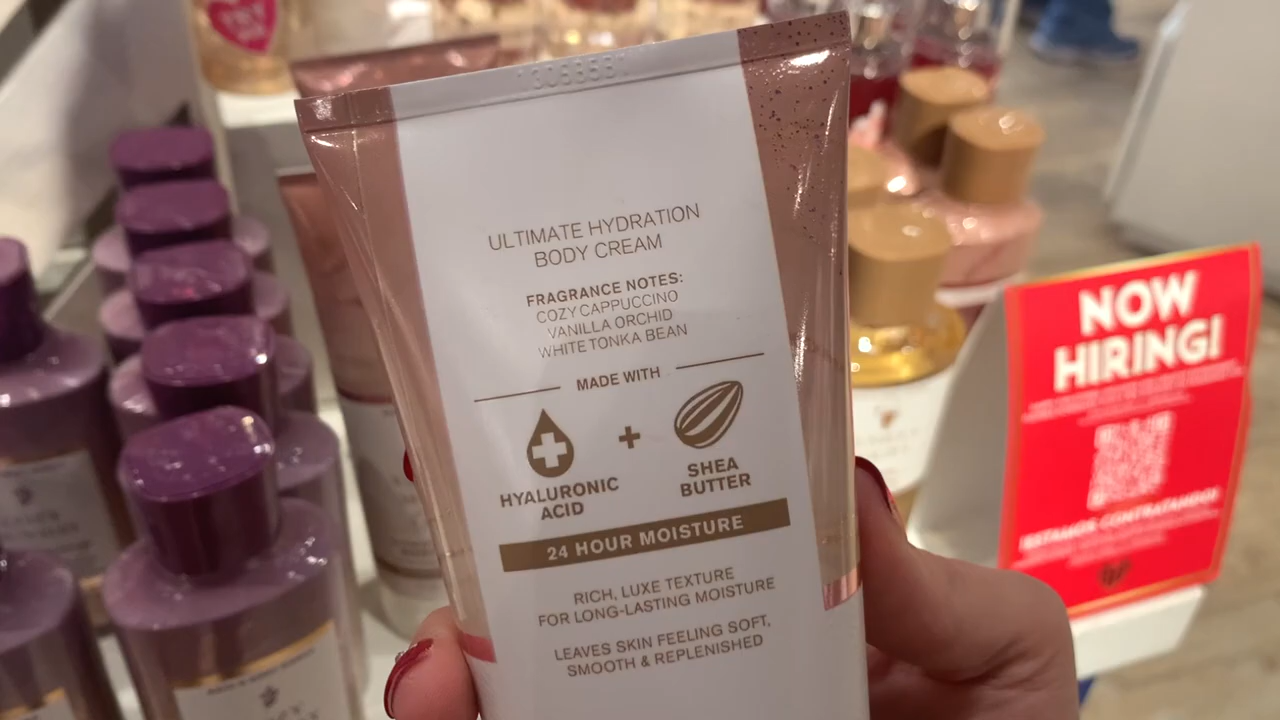 ULTIMATE HYDRATION
BODY CREAM
FRAGRANCE NOTES:
COZY CAPPUCCINO
VANILLA ORCHID
WHITE TONKA BEAN
MADE WITH
HYALURONIC
ACID
+
SHEA
BUTTER
24 HOUR MOISTURE
RICH, LUXE TEXTURE
FOR LONG-LASTING MOISTURE
LEAVES SKIN FEELING SOFT,
SMOOTH & REPLENISHED
NOW
HIRING!
ESTAMOS CONTRATANDO!